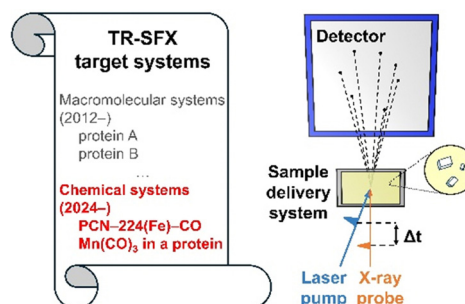 TR-SFX
target systems
Macromolecular systems
(2012–)
protein A
protein B
...
Chemical systems
(2024–)
PCN–224(Fe)–CO
Mn(CO)₃ in a protein
Detector
Sample
delivery
system
Δt
Laser
pump
X-ray
probe